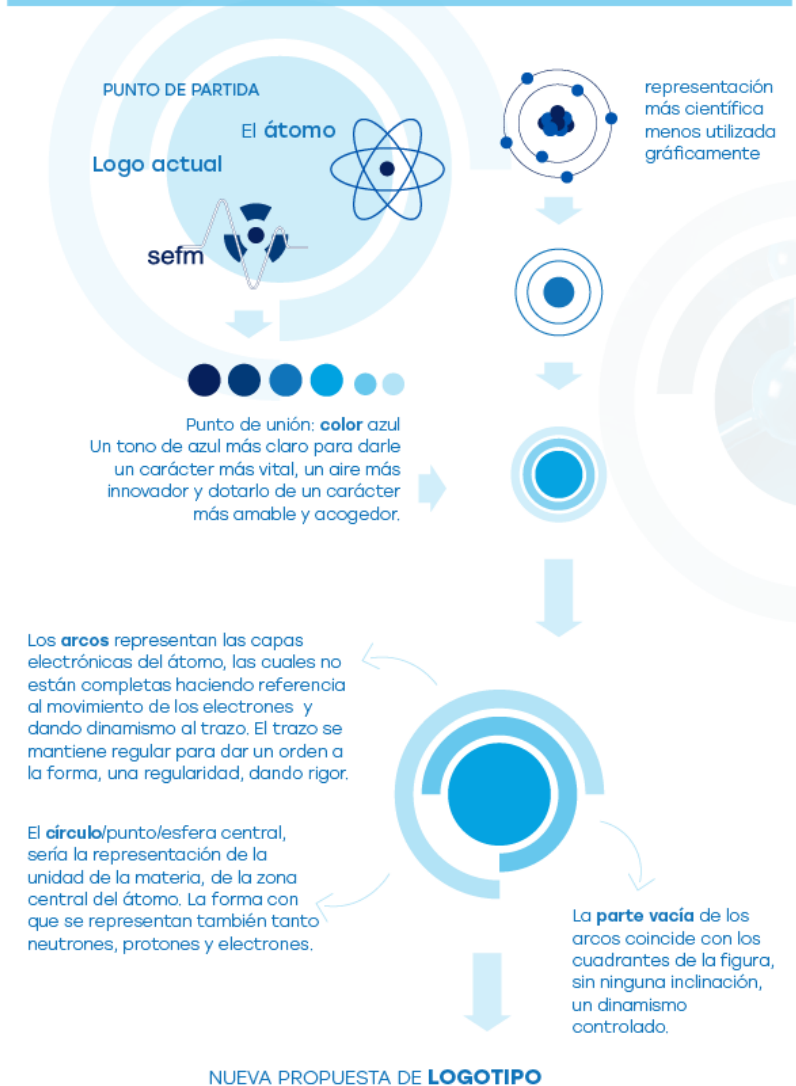 PUNTO DE PARTIDA
El átomo
Logo actual
sefm
representación
más científica
menos utilizada
gráficamente
Punto de unión: color azul
Un tono de azul más claro para darle
un carácter más vital, un aire más
innovador y dotarlo de un carácter
más amable y acogedor.
Los arcos representan las capas
electrónicas del átomo, las cuales no
están completas haciendo referencia
al movimiento de los electrones y
dando dinamismo al trazo. El trazo se
mantiene regular para dar un orden a
la forma, una regularidad, dando rigor.
El círculo/punto/esfera central,
sería la representación de la
unidad de la materia, de la zona
central del átomo. La forma con
que se representan también tanto
neutrones, protones y electrones.
La parte vacía de los
arcos coincide con los
cuadrantes de la figura,
sin ninguna inclinación,
un dinamismo
controlado.
NUEVA PROPUESTA DE LOGOTIPO